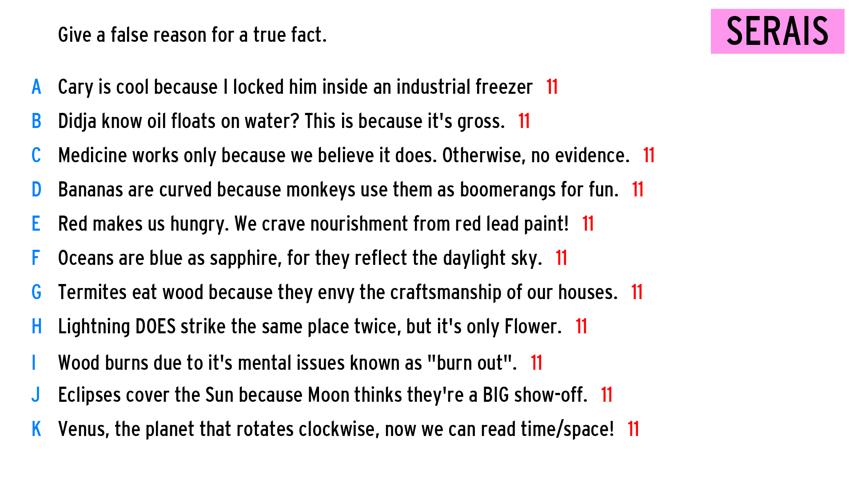 Give a false reason for a true fact.
SERAIS
A Cary is cool because I locked him inside an industrial freezer 11
B Didja know oil floats on water? This is because it's gross. 11
C Medicine works only because we believe it does. Otherwise, no evidence. 11
D Bananas are curved because monkeys use them as boomerangs for fun. 11
E Red makes us hungry. We crave nourishment from red lead paint! 11
F Oceans are blue as sapphire, for they reflect the daylight sky. 11
G Termites eat wood because they envy the craftsmanship of our houses. 11
H Lightning DOES strike the same place twice, but it's only Flower. 11
I Wood burns due to it's mental issues known as "burn out". 11
J Eclipses cover the Sun because Moon thinks they're a BIG show-off. 11
K Venus, the planet that rotates clockwise, now we can read time/space! 11